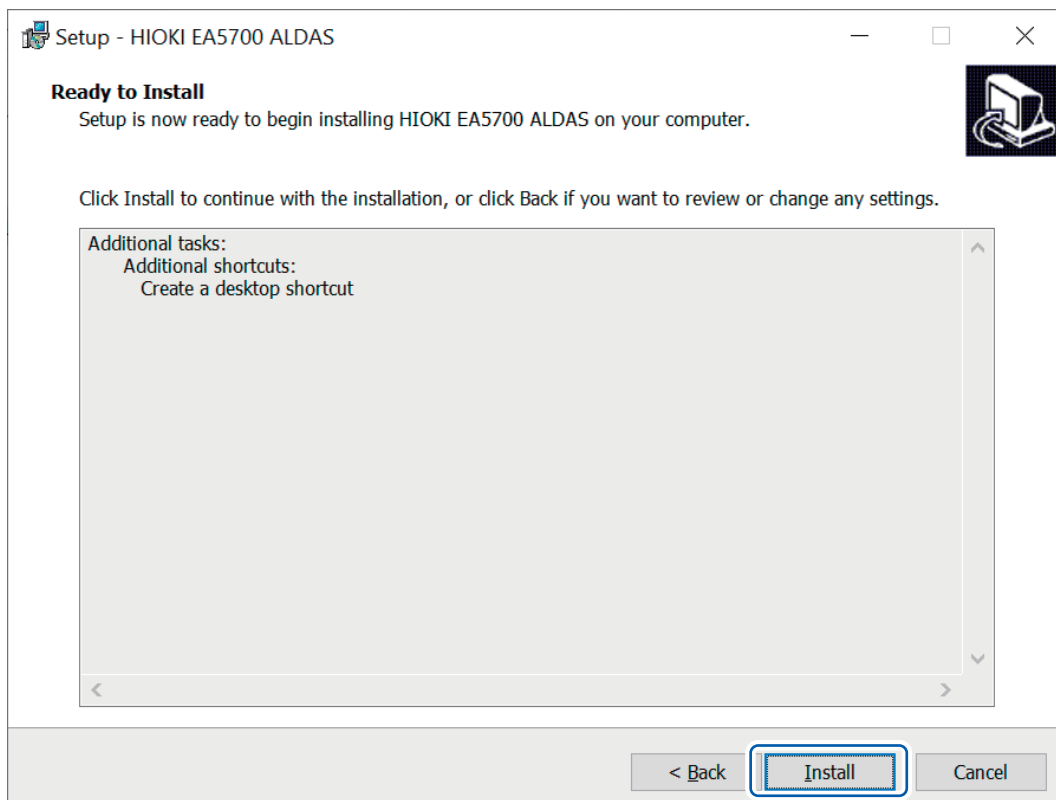 Setup - HIOKI EA5700 ALDAS
Ready to Install
Setup is now ready to begin installing HIOKI EA5700 ALDAS on your computer.
Click Install to continue with the installation, or click Back if you want to review or change any settings.
Additional tasks:
Additional shortcuts:
Create a desktop shortcut
< Back
Install
Cancel